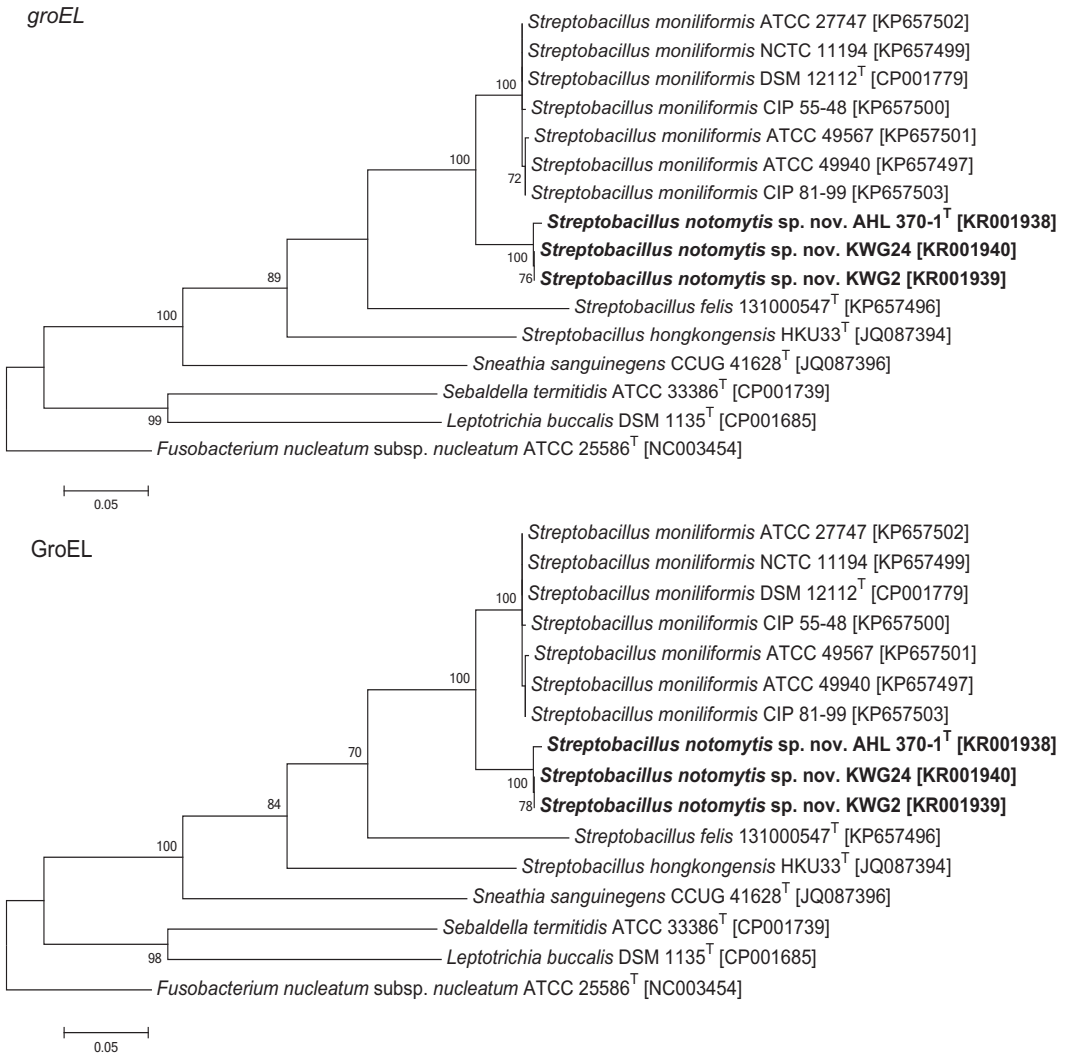 groEL
Streptobacillus moniliformis ATCC 27747 [KP657502]
Streptobacillus moniliformis NCTC 11194 [KP657499]
Streptobacillus moniliformis DSM 12112T [CP001779]
100
Streptobacillus moniliformis CIP 55-48 [KP657500]
Streptobacillus moniliformis ATCC 49567 [KP657501]
100
Streptobacillus moniliformis ATCC 49940 [KP657497]
72
Streptobacillus moniliformis CIP 81-99 [KP657503]
Streptobacillus notomytis sp. nov. AHL 370-1T [KR001938]
Streptobacillus notomytis sp. nov. KWG24 [KR001940]
100
Streptobacillus notomytis sp. nov. KWG2 [KR001939]
76
89
Streptobacillus felis 131000547T [KP657496]
100
Streptobacillus hongkongensis HKU33T [JQ087394]
Sneathia sanguinegens CCUG 41628T [JQ087396]
Sebaldella termitidis ATCC 33386T [CP001739]
99
Leptotrichia buccalis DSM 1135T [CP001685]
Fusobacterium nucleatum subsp. nucleatum ATCC 25586T [NC003454]
0.05
GroEL
Streptobacillus moniliformis ATCC 27747 [KP657502]
Streptobacillus moniliformis NCTC 11194 [KP657499]
Streptobacillus moniliformis DSM 12112T [CP001779]
100
Streptobacillus moniliformis CIP 55-48 [KP657500]
Streptobacillus moniliformis ATCC 49567 [KP657501]
100
Streptobacillus moniliformis ATCC 49940 [KP657497]
Streptobacillus moniliformis CIP 81-99 [KP657503]
Streptobacillus notomytis sp. nov. AHL 370-1T [KR001938]
70
Streptobacillus notomytis sp. nov. KWG24 [KR001940]
100
Streptobacillus notomytis sp. nov. KWG2 [KR001939]
78
84
Streptobacillus felis 131000547T [KP657496]
100
Streptobacillus hongkongensis HKU33T [JQ087394]
Sneathia sanguinegens CCUG 41628T [JQ087396]
Sebaldella termitidis ATCC 33386T [CP001739]
98
Leptotrichia buccalis DSM 1135T [CP001685]
Fusobacterium nucleatum subsp. nucleatum ATCC 25586T [NC003454]
0.05